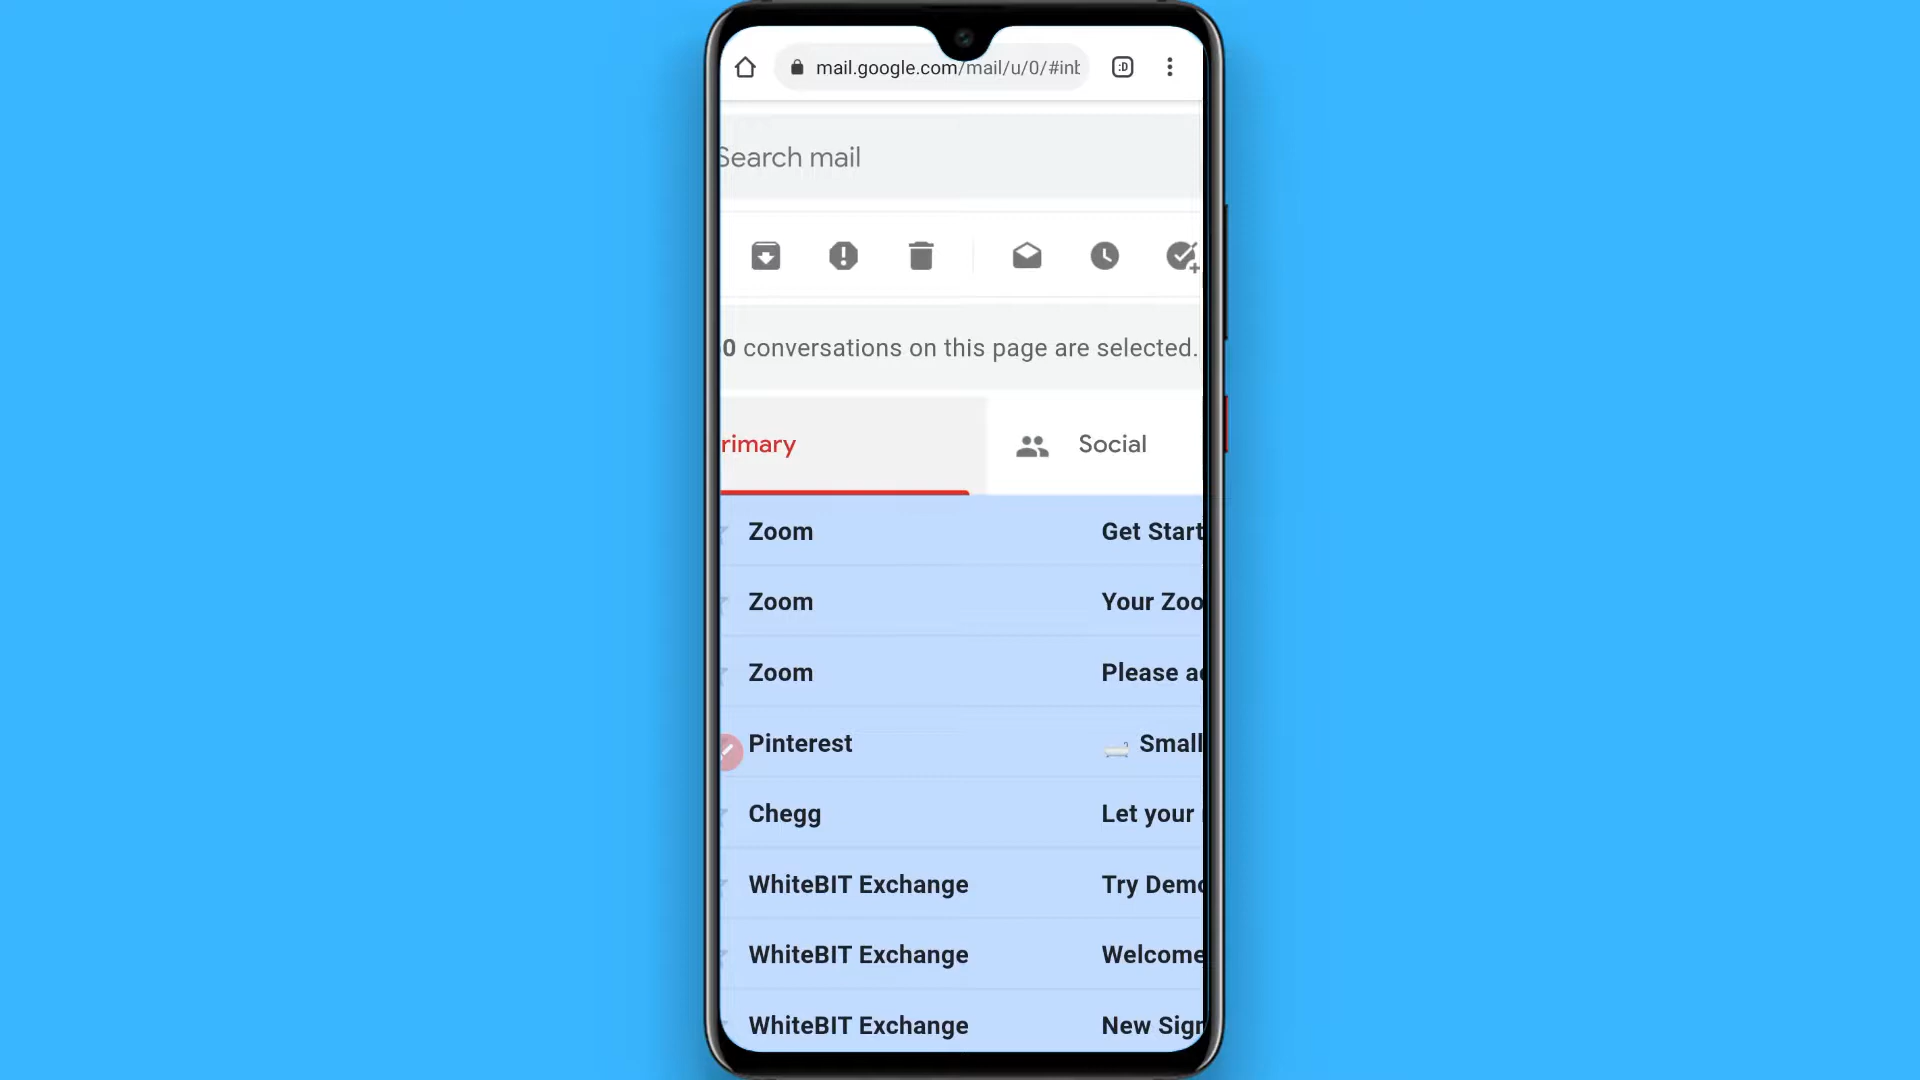 mail.google.com/mail/u/0/#inb
:D
Search mail
0 conversations on this page are selected.
rimary
Social
Zoom Get Start
Zoom Your Zoo
Zoom Please ac
Pinterest Small
Chegg Let your
WhiteBIT Exchange Try Demo
WhiteBIT Exchange Welcome
WhiteBIT Exchange New Sign